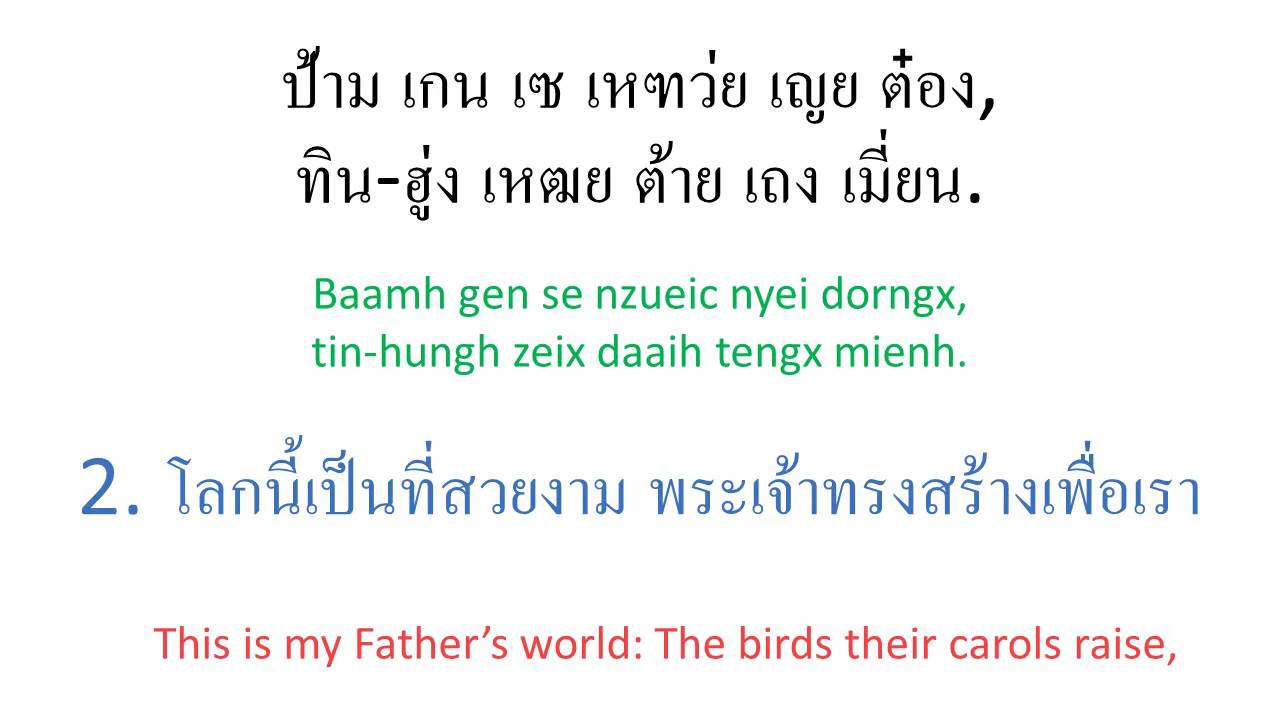 ป้าม เกน เซ เหฑว่ย เญย ต๋อง,
ทิน-ฮู่ง เหฒย ต้าย เถง เมี่ยน.
Baamh gen se nzueic nyei dorngx,
tin-hungh zeix daaih tengx mienh.
2. โลกนี้เป็นที่สวยงาม พระเจ้าทรงสร้างเพื่อเรา
This is my Father’s world: The birds their carols raise,